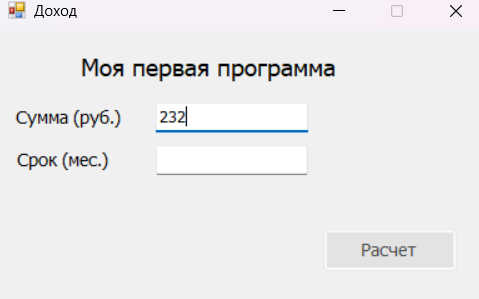 Доход
Моя первая программа
Сумма (руб.) 232
Срок (мес.)
Расчет